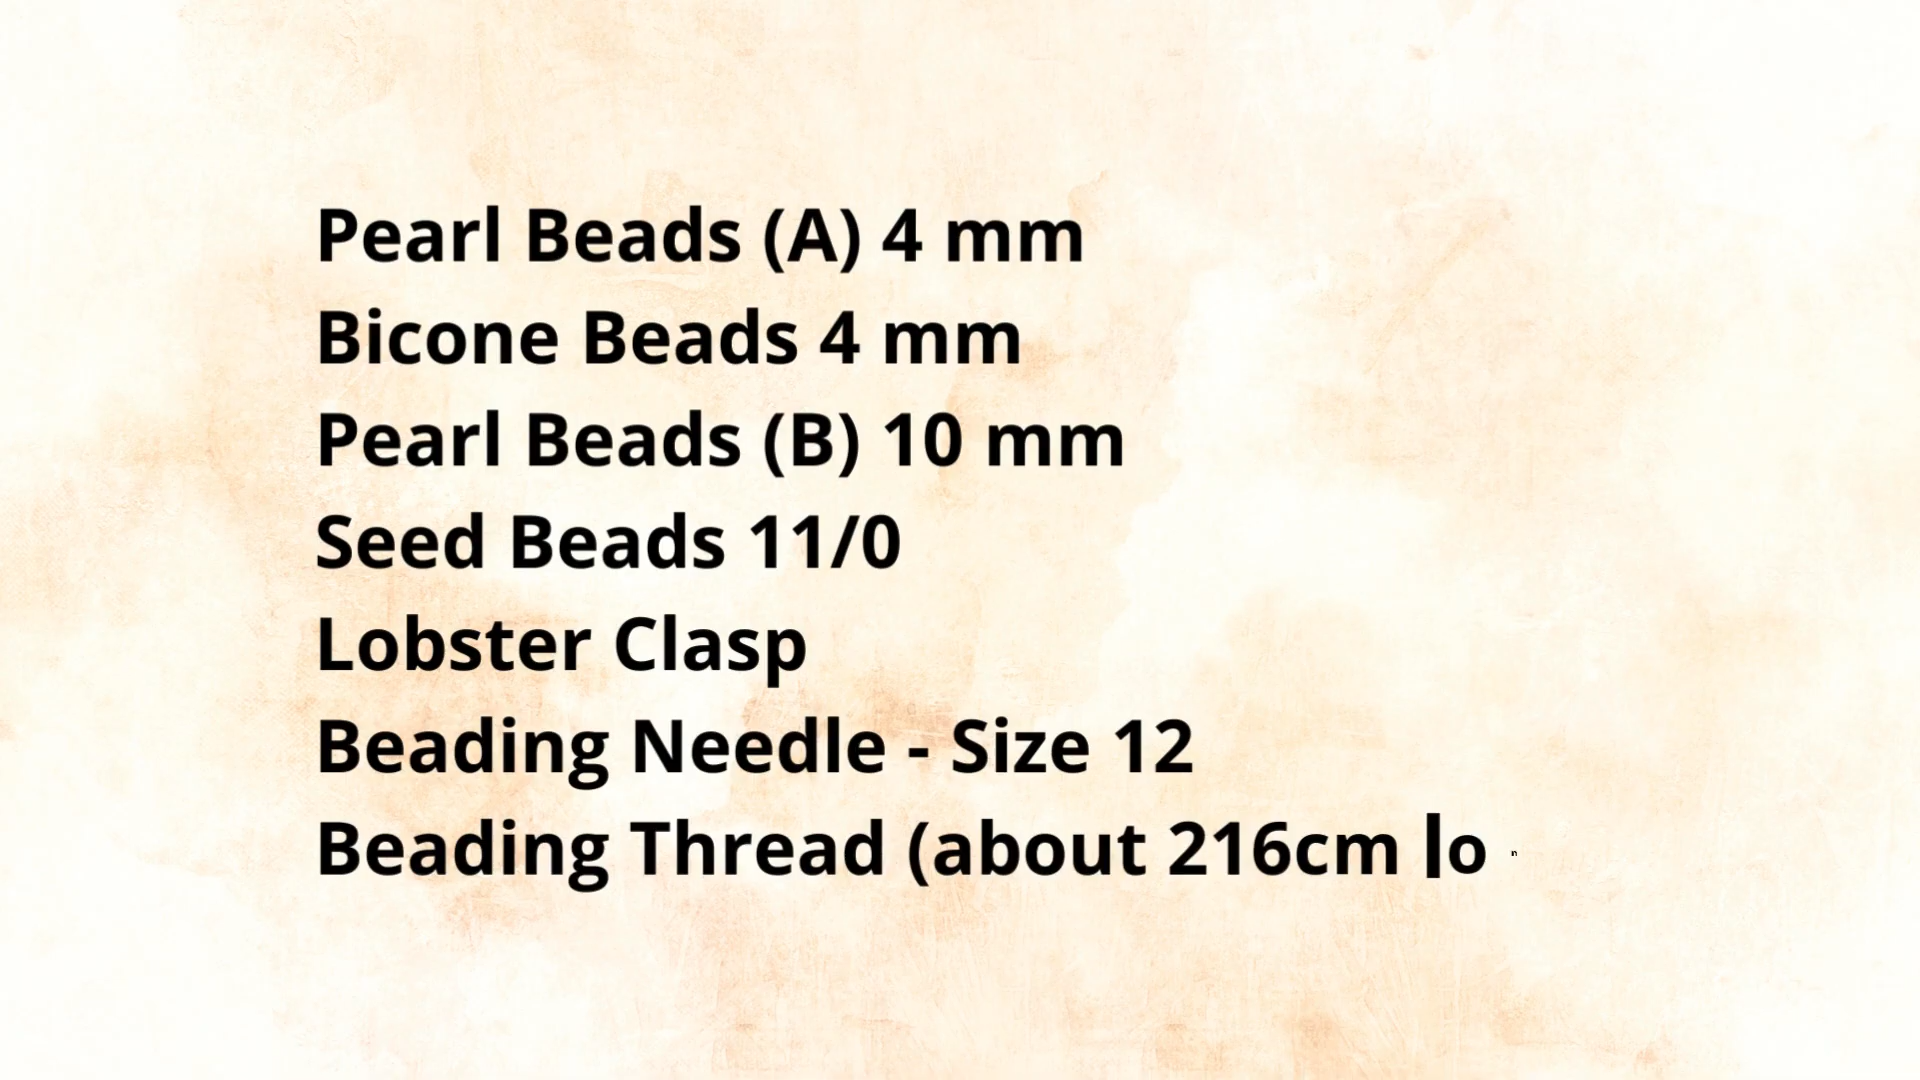 Pearl Beads (A) 4 mm
Bicone Beads 4 mm
Pearl Beads (B) 10 mm
Seed Beads 11/0
Lobster Clasp
Beading Needle - Size 12
Beading Thread (about 216cm lo